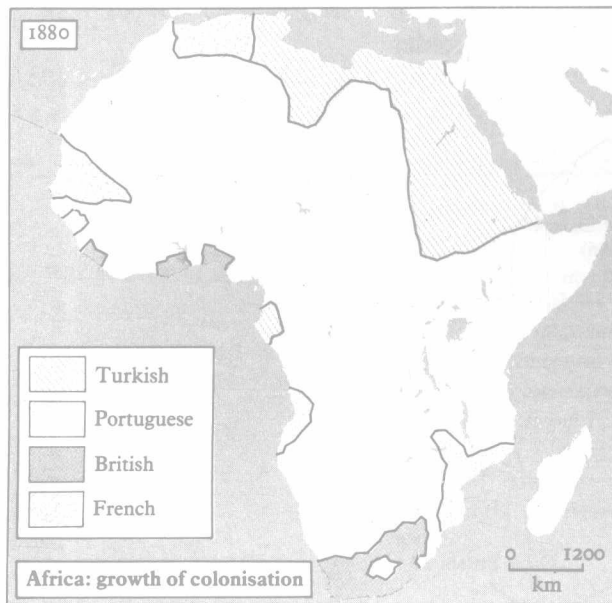 1880
Turkish
Portuguese
British
French
Africa: growth of colonisation
0 1200
km